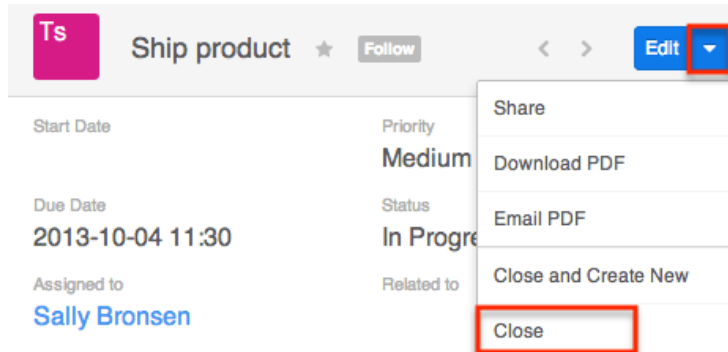 Ts
Ship product Follow Edit
Start Date
Priority
Medium
Due Date
2013-10-04 11:30
Status
In Progre
Assigned to
Sally Bronsen
Related to
Share
Download PDF
Email PDF
Close and Create New
Close